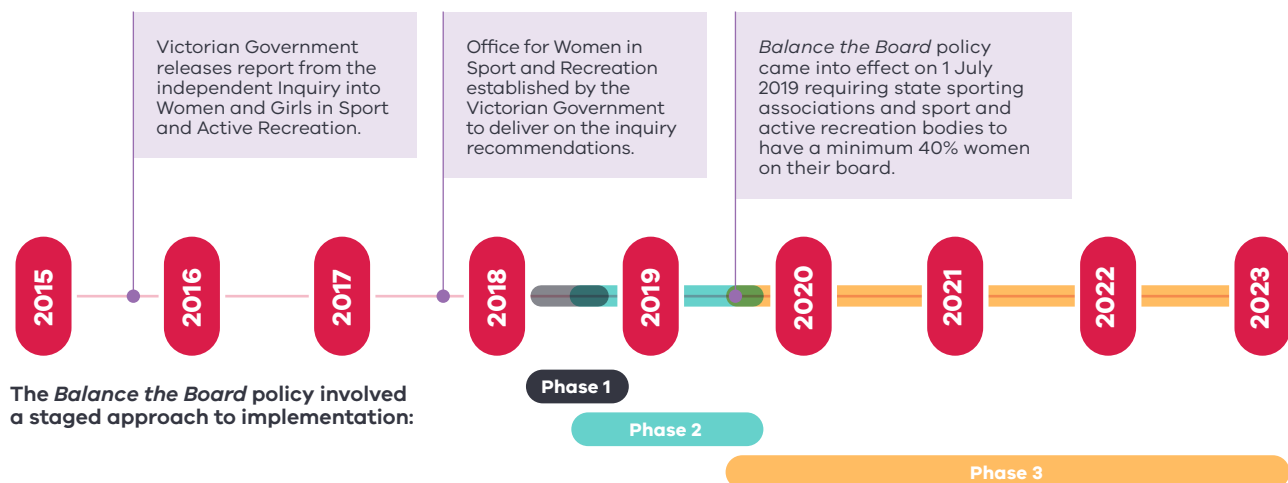 Victorian Government
releases report from the
independent Inquiry into
Women and Girls in Sport
and Active Recreation.
Office for Women in
Sport and Recreation
established by the
Victorian Government
to deliver on the inquiry
recommendations.
Balance the Board policy
came into effect on 1 July
2019 requiring state sporting
associations and sport and
active recreation bodies to
have a minimum 40% women
on their board.
2015
2016
2017
2018
2019
2020
2021
2022
2023
The Balance the Board policy involved
a staged approach to implementation:
Phase 1
Phase 2
Phase 3